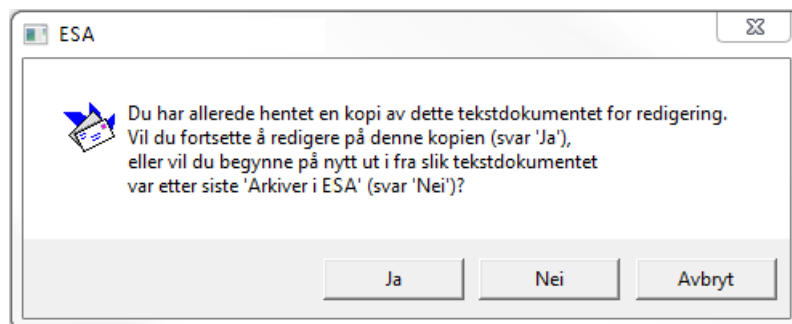 ESA
Du har allerede hentet en kopi av dette tekstdokumentet for redigering.
Vil du fortsette å redigere på denne kopien (svar 'Ja'),
eller vil du begynne på nytt ut i fra slik tekstdokumentet
var etter siste 'Arkiver i ESA' (svar 'Nei')?
Ja Nei Avbryt